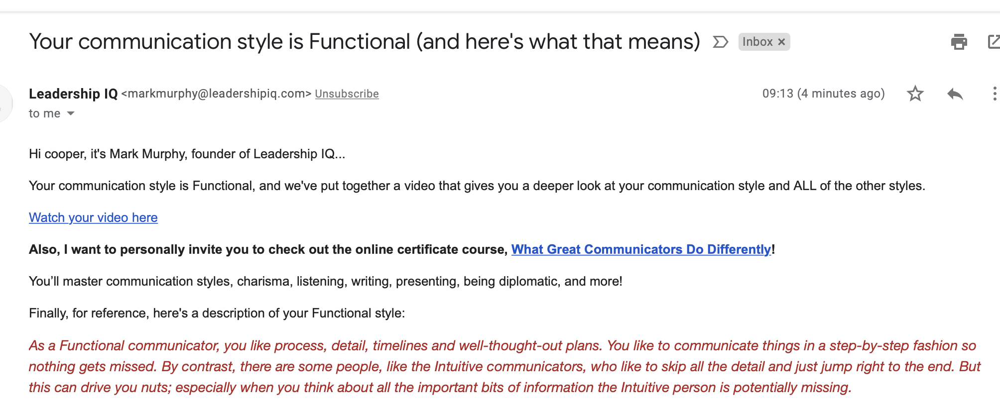 Your communication style is Functional (and here's what that means)
Inbox ×
Leadership IQ <markmurphy@leadershipiq.com> Unsubscribe
09:13 (4 minutes ago)
to me
Hi cooper, it's Mark Murphy, founder of Leadership IQ...
Your communication style is Functional, and we've put together a video that gives you a deeper look at your communication style and ALL of the other styles.
Watch your video here
Also, I want to personally invite you to check out the online certificate course, What Great Communicators Do Differently!
You’ll master communication styles, charisma, listening, writing, presenting, being diplomatic, and more!
Finally, for reference, here's a description of your Functional style:
As a Functional communicator, you like process, detail, timelines and well-thought-out plans. You like to communicate things in a step-by-step fashion so
nothing gets missed. By contrast, there are some people, like the Intuitive communicators, who like to skip all the detail and just jump right to the end. But
this can drive you nuts; especially when you think about all the important bits of information the Intuitive person is potentially missing.